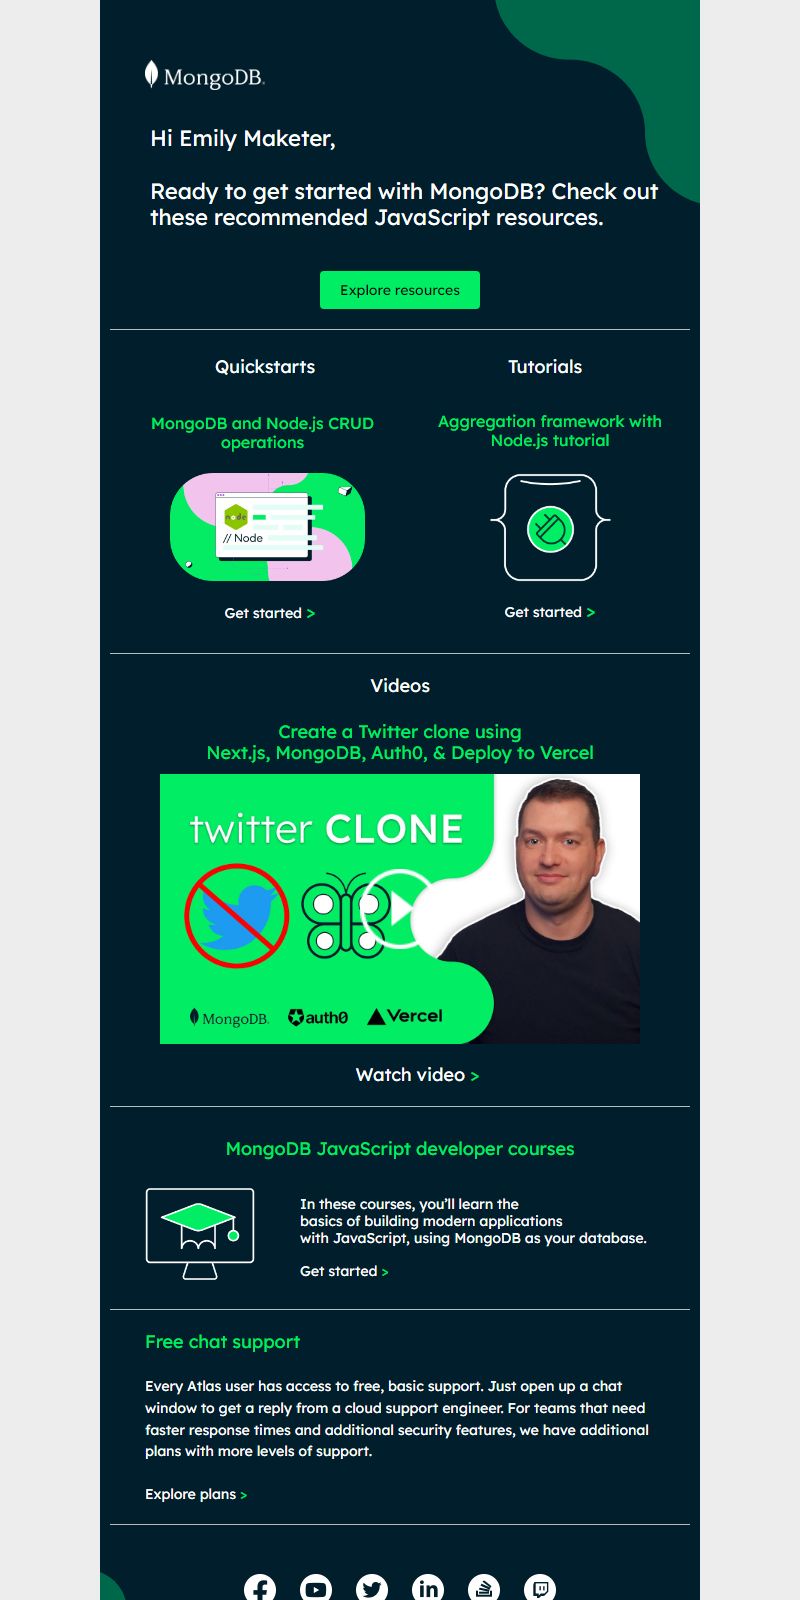 MongoDB.
Hi Emily Maketer,
Ready to get started with MongoDB? Check out
these recommended JavaScript resources.
Explore resources
Quickstarts
MongoDB and Node.js CRUD
operations
node
// Node
Get started >
Tutorials
Aggregation framework with
Node.js tutorial
Get started >
Videos
Create a Twitter clone using
Next.js, MongoDB, Auth0, & Deploy to Vercel
twitter CLONE
MongoDB. auth0 Vercel
Watch video >
MongoDB JavaScript developer courses
In these courses, you’ll learn the
basics of building modern applications
with JavaScript, using MongoDB as your database.
Get started >
Free chat support
Every Atlas user has access to free, basic support. Just open up a chat
window to get a reply from a cloud support engineer. For teams that need
faster response times and additional security features, we have additional
plans with more levels of support.
Explore plans >